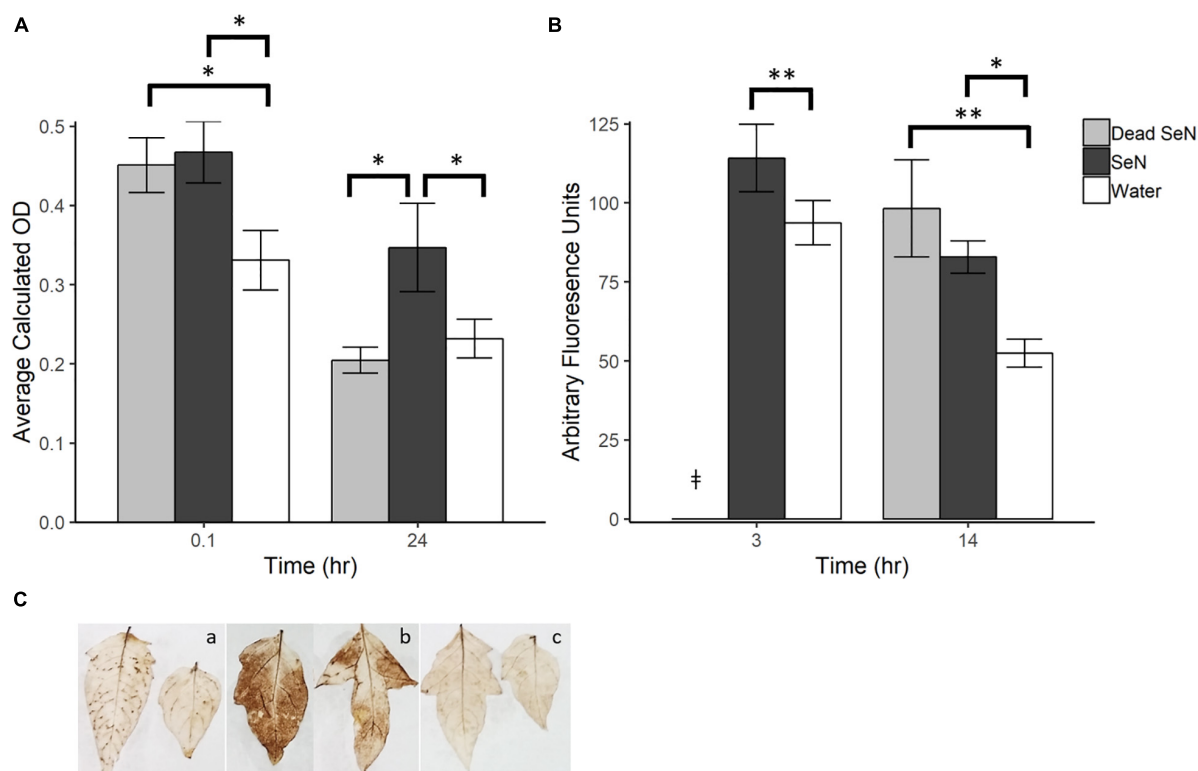 A
B
*
*
*
*
**
*
**
Average Calculated OD
0.5
0.4
0.3
0.2
0.1
0.0
0.1
24
Time (hr)
Arbitrary Fluoresence Units
125
100
75
50
25
0
ǂ
3
14
Time (hr)
Dead SeN
SeN
Water
C
a
b
c